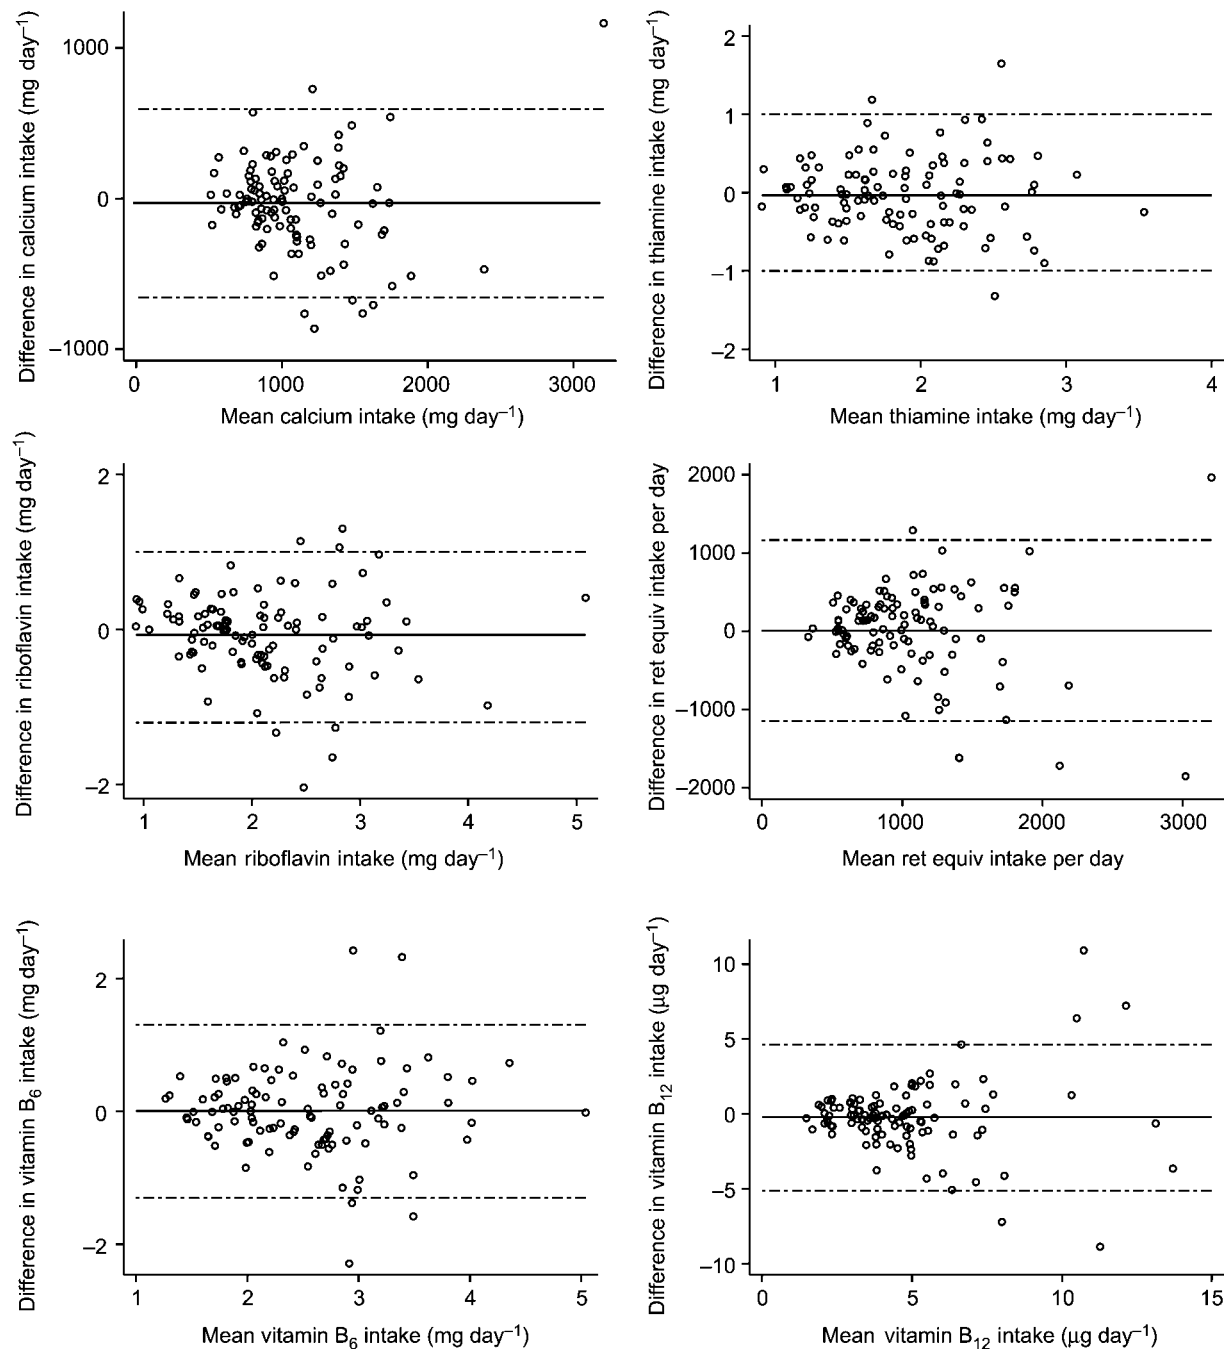 Difference in calcium intake (mg day⁻¹)
1000
0
–1000
0 1000 2000 3000
Mean calcium intake (mg day⁻¹)
Difference in thiamine intake (mg day⁻¹)
2
1
0
–1
–2
1 2 3 4
Mean thiamine intake (mg day⁻¹)
Difference in riboflavin intake (mg day⁻¹)
2
0
–2
1 2 3 4 5
Mean riboflavin intake (mg day⁻¹)
Difference in ret equiv intake per day
2000
1000
0
–1000
–2000
0 1000 2000 3000
Mean ret equiv intake per day
Difference in vitamin B₆ intake (mg day⁻¹)
2
0
–2
1 2 3 4 5
Mean vitamin B₆ intake (mg day⁻¹)
Difference in vitamin B₁₂ intake (µg day⁻¹)
10
5
0
–5
–10
0 5 10 15
Mean vitamin B₁₂ intake (µg day⁻¹)